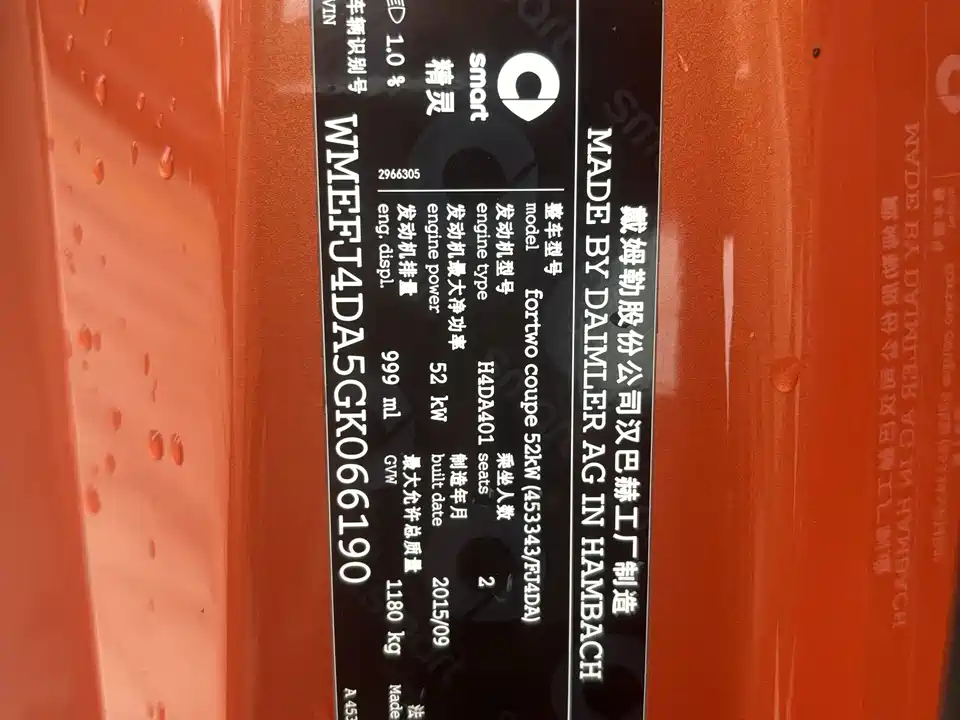 戴姆勒股份公司汉巴赫工厂制造
MADE BY DAIMLER AG IN HAMBACH
smart
精灵
1.0 %
2966305
整车型号
model fortwo coupe 52kW (453343/FJ4DA)
发动机型号 乘坐人数
engine type H4DA401 seats 2
发动机最大净功率 制造年月
engine power 52 kW built date 2015/09
发动机排量 最大允许总质量
eng. displ. 999 ml GVW 1180 kg
法
Made
车辆识别号
VIN WMEFJ4DA5GK066190
A 453